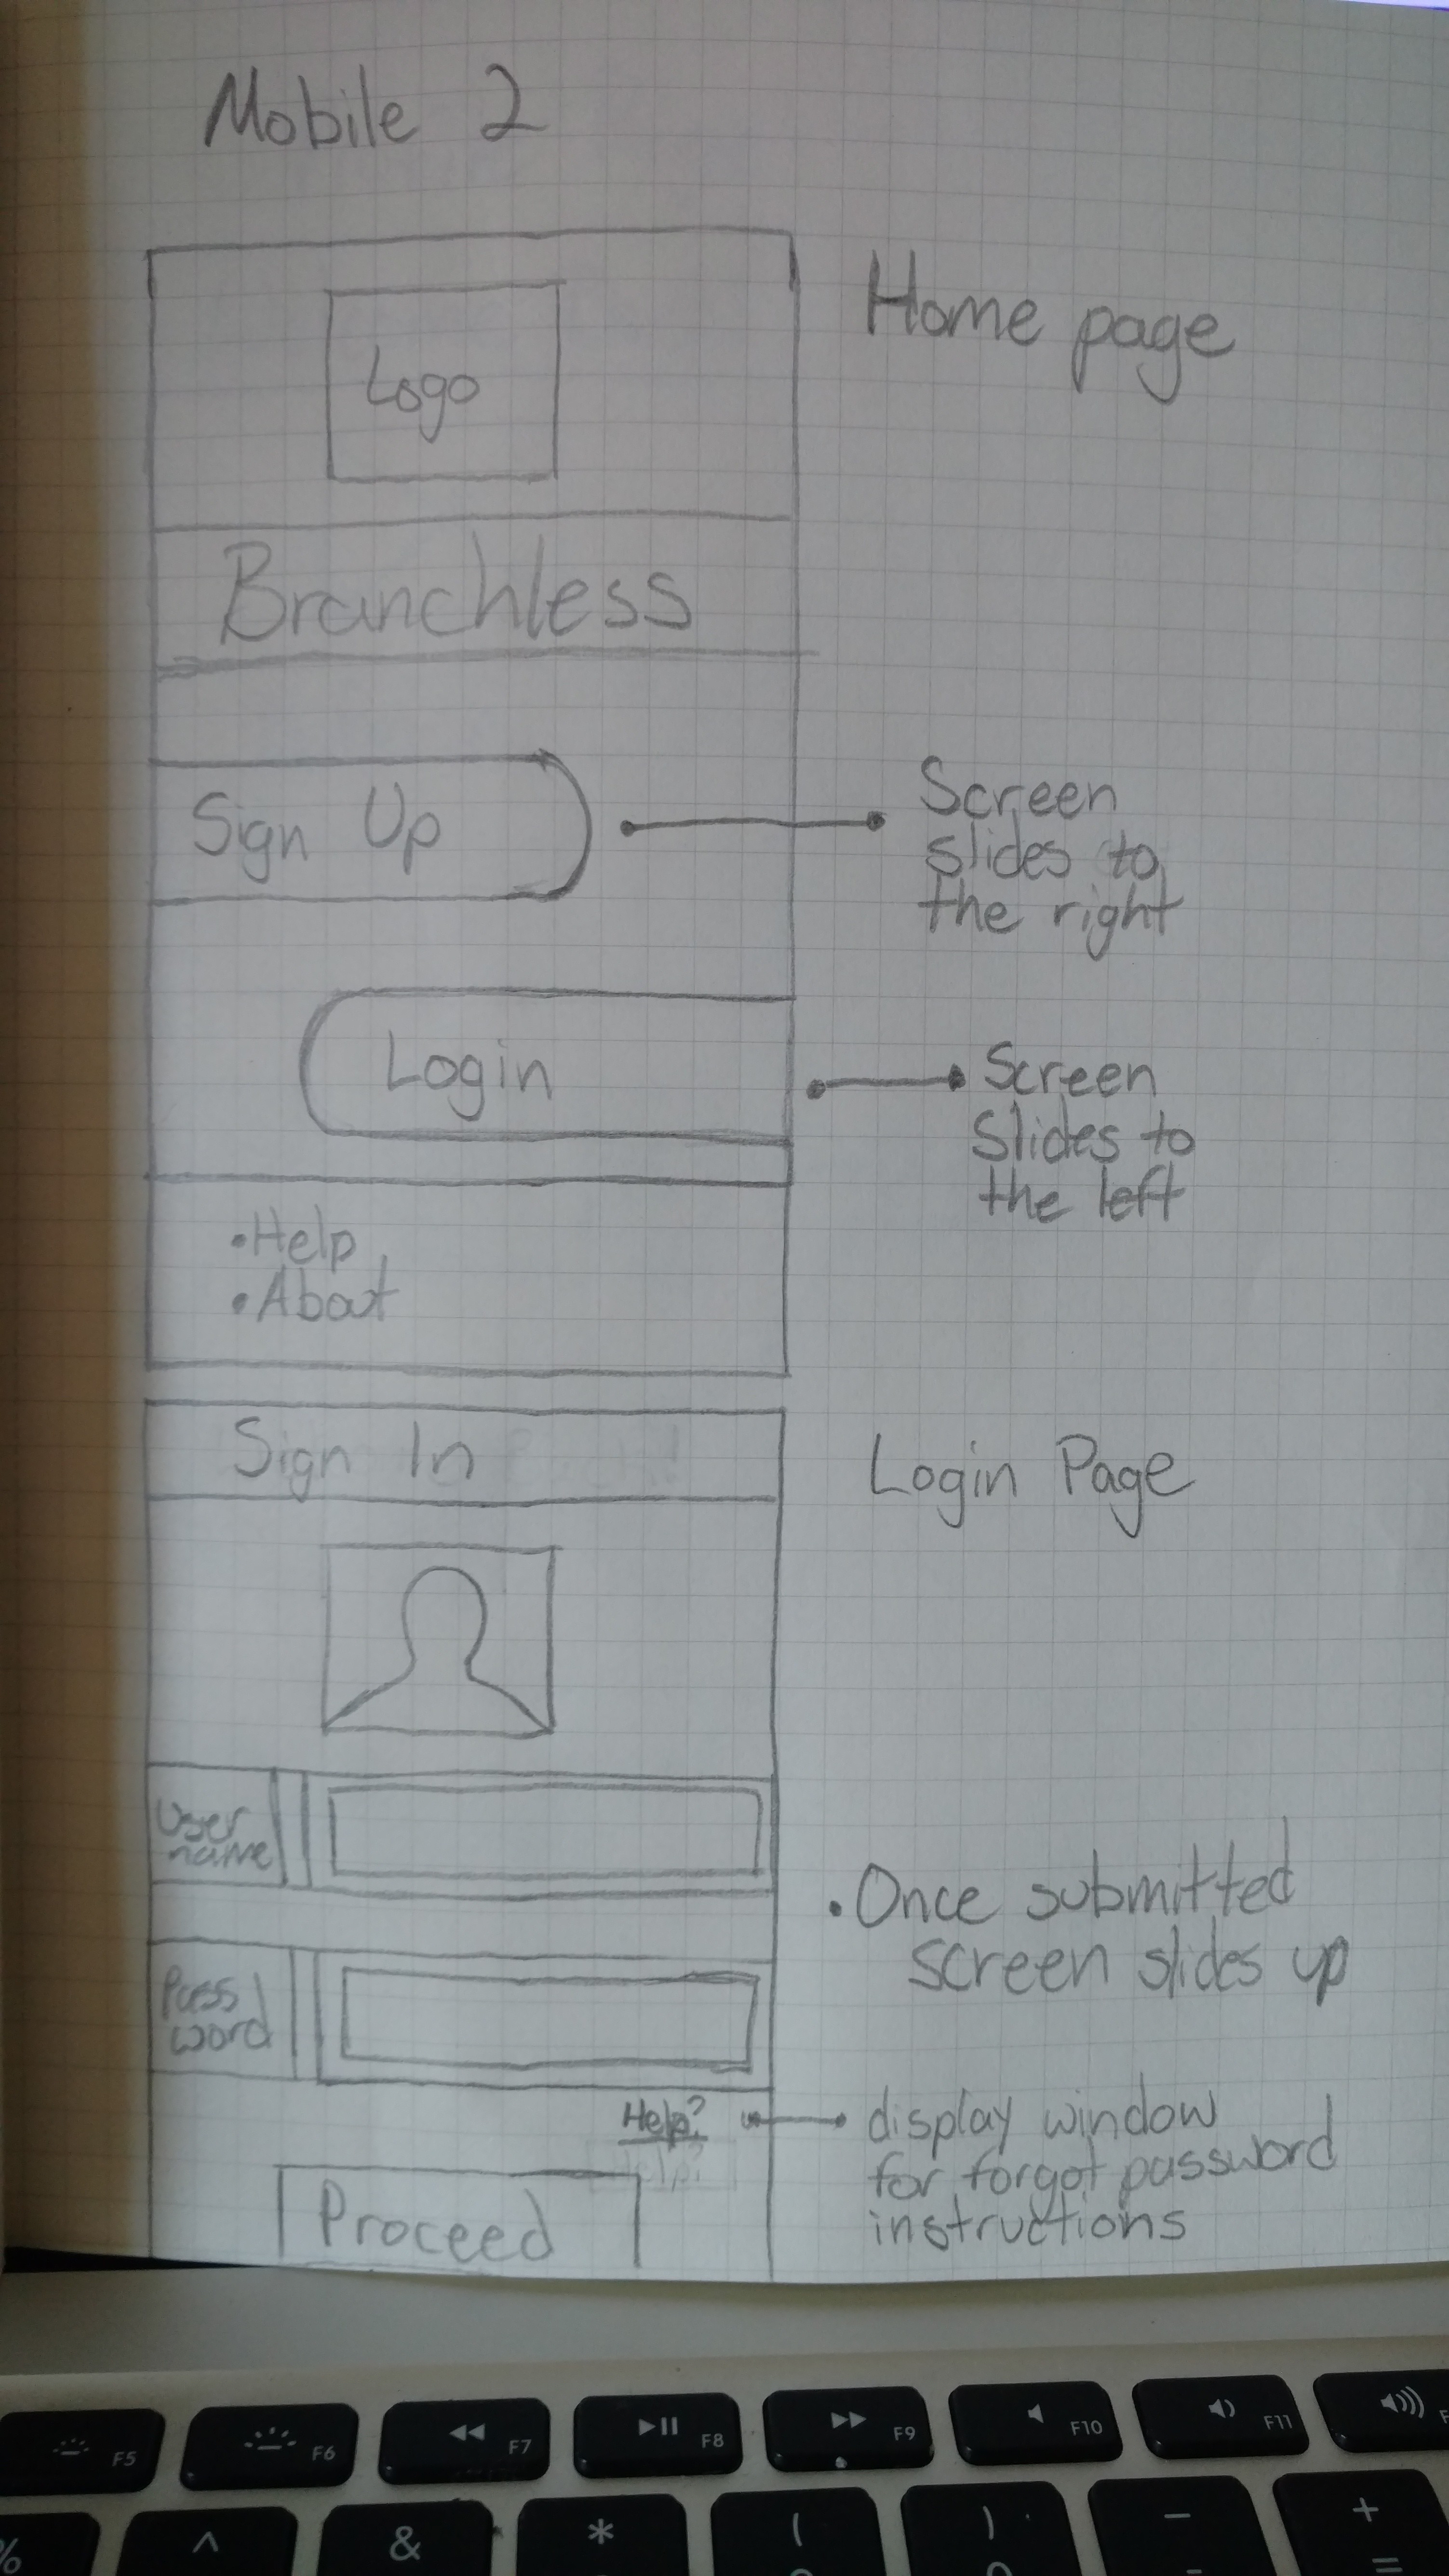 Mobile 2
Home page
Logo
Branchless
Sign Up
Screen
slides to
the right
Login
Screen
Slides to
the left
•Help
•About
Sign In
Login Page
User
name
• Once submitted
screen slides up
Pass
word
Help?
display window
for forgot password
instructions
Proceed
F5
F6
F7
F8
F9
F10
F11
F
%
^
&
*
(
)
-
+
=